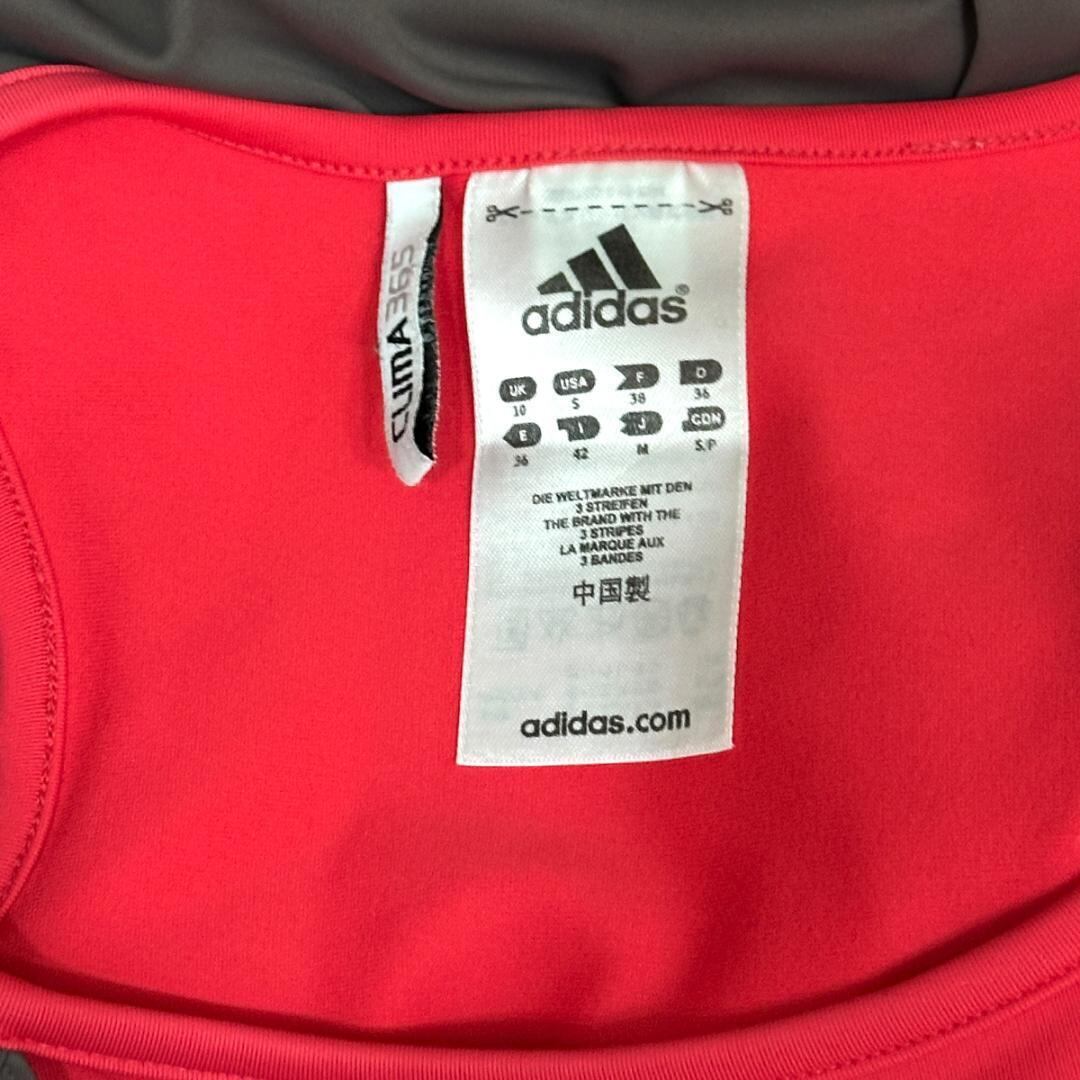 CLIMA365
adidas®
UK USA F D
10 S 38 36
E I J CDN
36 42 M S/P
DIE WELTMARKE MIT DEN
3 STREIFEN
THE BRAND WITH THE
3 STRIPES
LA MARQUE AUX
3 BANDES
中国製
adidas.com